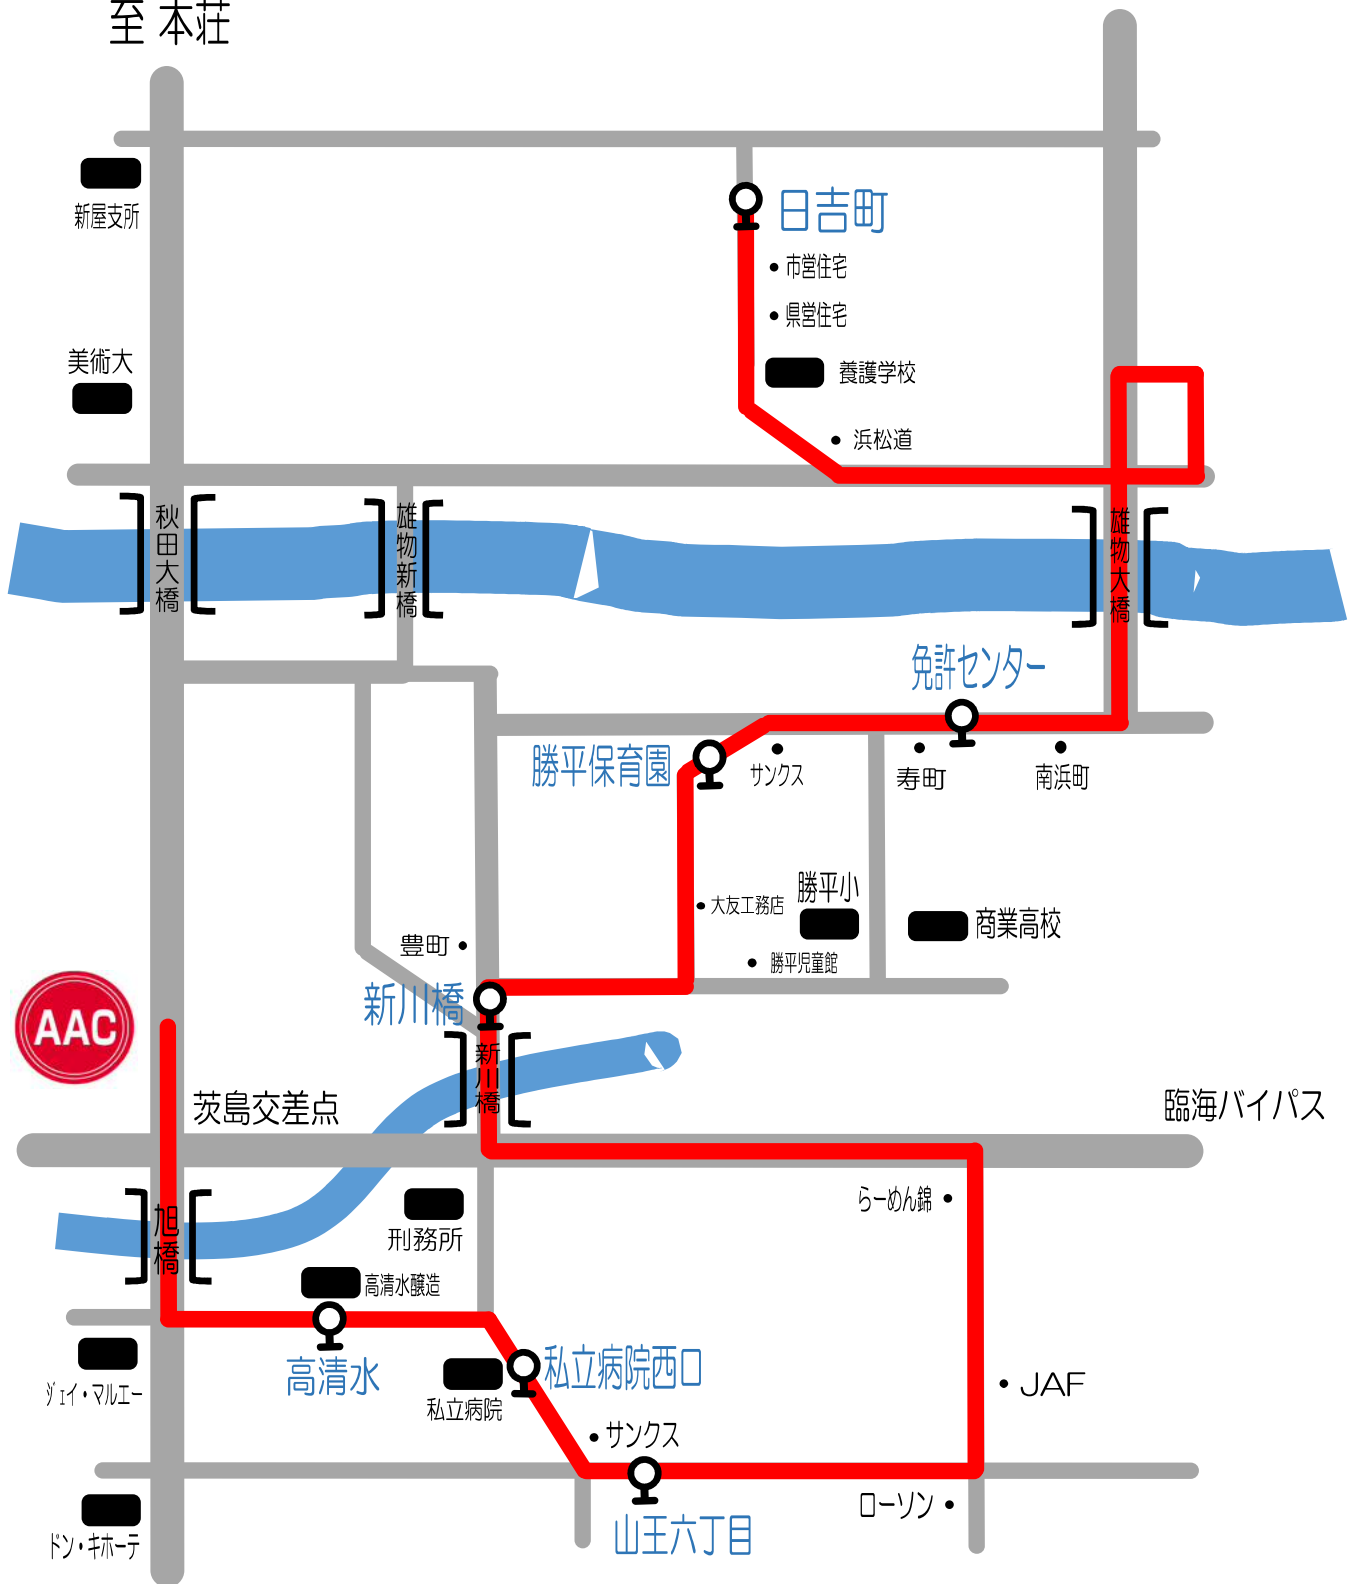 至 本荘
新屋支所
日吉町
市営住宅
県営住宅
美術大
養護学校
浜松道
秋田大橋
雄物新橋
雄物大橋
免許センター
勝平保育園
サンクス
寿町
南浜町
大友工務店
勝平小
商業高校
豊町
勝平児童館
新川橋
AAC
新川橋
茨島交差点
臨海バイパス
らーめん錦
旭橋
刑務所
高清水醸造
高清水
私立病院西口
ジェイ・マルエー
私立病院
JAF
サンクス
ローソン
山王六丁目
ドン・キホーテ